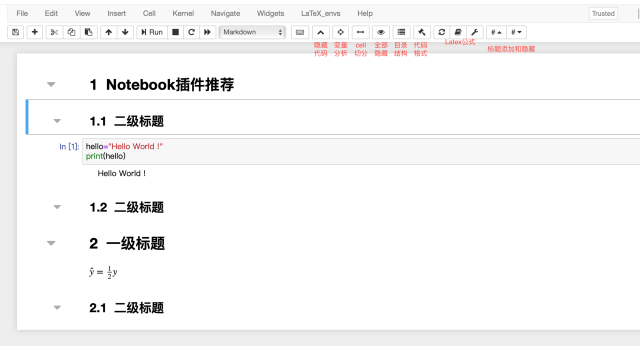 File Edit View Insert Cell Kernel Navigate Widgets LaTeX_envs Help Trusted
Run Markdown # #
隐藏代码 变量分析 cell切分 全部隐藏 目录结构 代码格式 Latex公式 标题添加和隐藏
1 Notebook插件推荐
1.1 二级标题
In [1]: hello="Hello World !"
print(hello)
Hello World !
1.2 二级标题
2 一级标题
ŷ = 1/2 y
2.1 二级标题